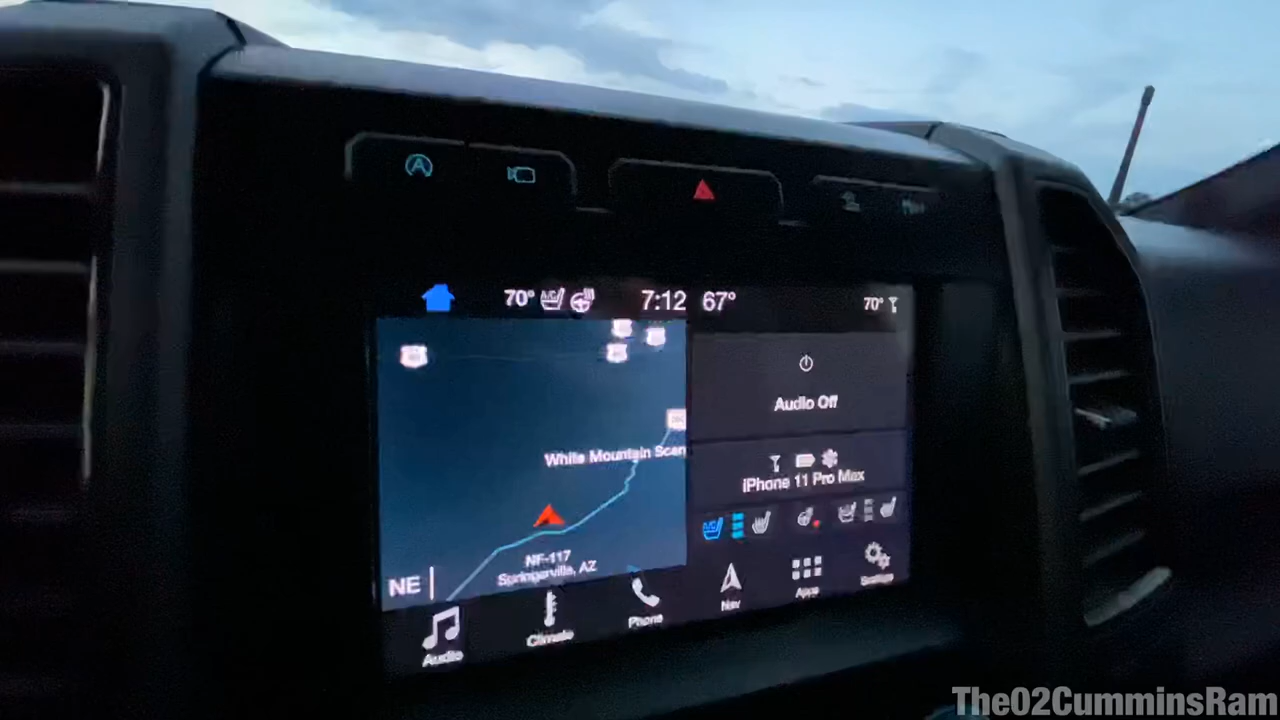 70° A/C 7:12 67° 70°
Audio Off
White Mountain Scen
iPhone 11 Pro Max
A/C
NF-117
Springerville, AZ
NE
Audio
Climate
Phone
Nav
Apps
Settings
The02CumminsRam